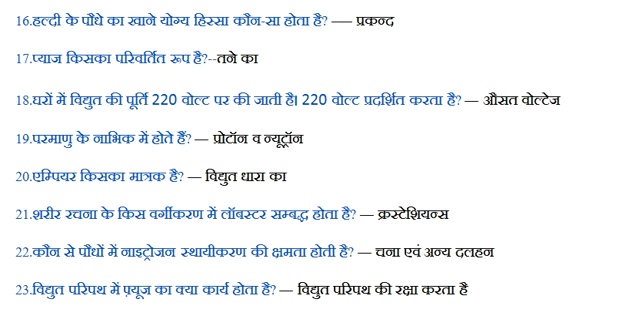 16.हल्दी के पौधे का खाने योग्य हिस्सा कौन-सा होता है? —– प्रकन्द
17.प्याज किसका परिवर्तित रूप है?--तने का
18.घरों में विद्युत की पूर्ति 220 वोल्ट पर की जाती है। 220 वोल्ट प्रदर्शित करता है? — औसत वोल्टेज
19.परमाणु के नाभिक में होते हैं? — प्रोटॉन व न्यूट्रॉन
20.एम्पियर किसका मात्रक है? — विद्युत धारा का
21.शरीर रचना के किस वर्गीकरण में लॉबस्टर सम्बद्ध होता है? — क्रस्टेशियन्स
22.कौन से पौधों में नाइट्रोजन स्थायीकरण की क्षमता होती है? — चना एवं अन्य दलहन
23.विद्युत परिपथ में फ़्यूज का क्या कार्य होता है? — विद्युत परिपथ की रक्षा करता है